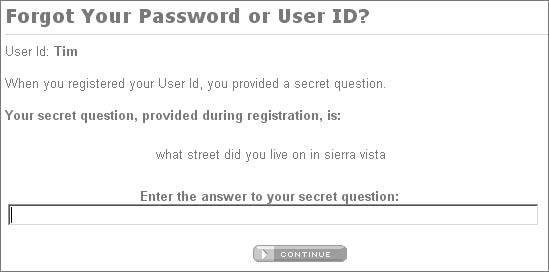 Forgot Your Password or User ID?
User Id: Tim
When you registered your User Id, you provided a secret question.
Your secret question, provided during registration, is:
what street did you live on in sierra vista
Enter the answer to your secret question:
CONTINUE